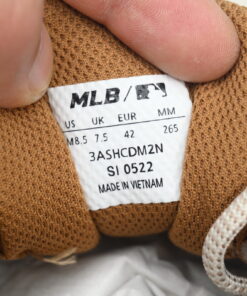 MLB
US UK EUR MM
M8.5 7.5 42 265
3ASHCDM2N
SI 0522
MADE IN VIETNAM